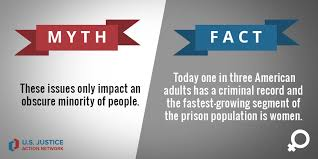 MYTH
These issues only impact an
obscure minority of people.
U.S. JUSTICE
ACTION NETWORK
FACT
Today one in three American
adults has a criminal record and
the fastest-growing segment of
the prison population is women.